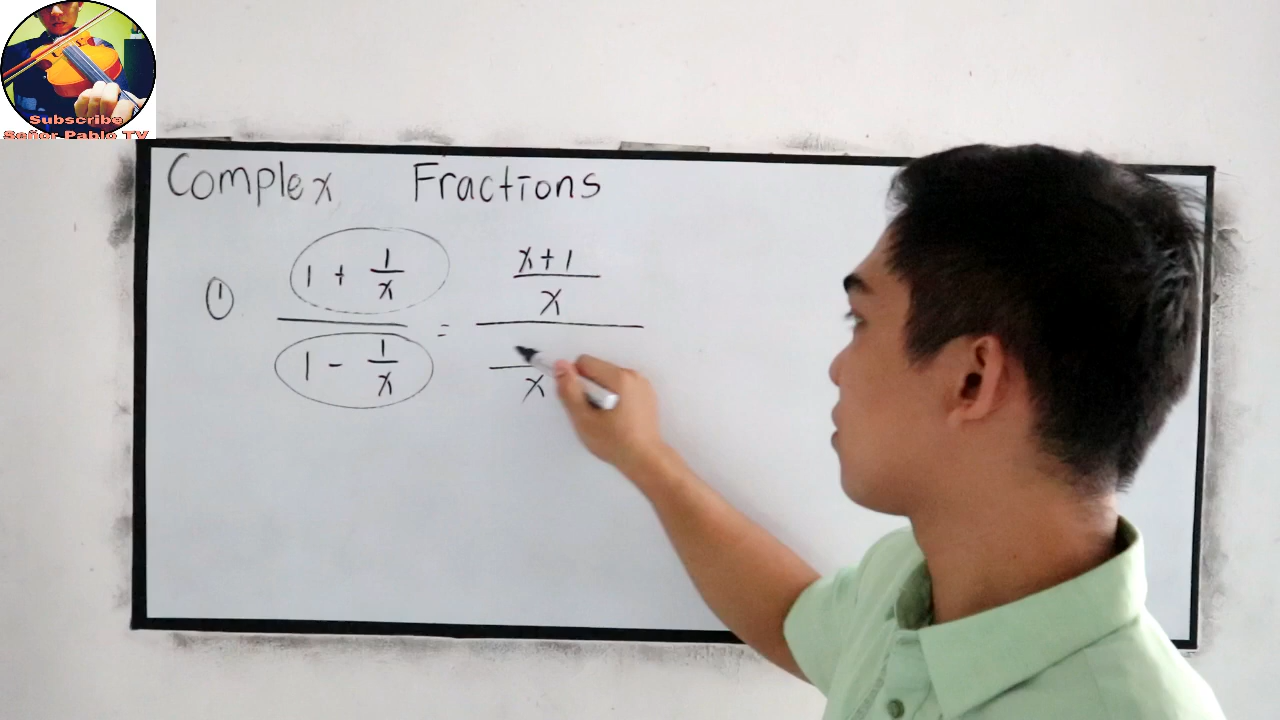 Subscribe
Señor Pablo TV
Complex Fractions
① 1 + 1/x = x+1/x
1 - 1/x x